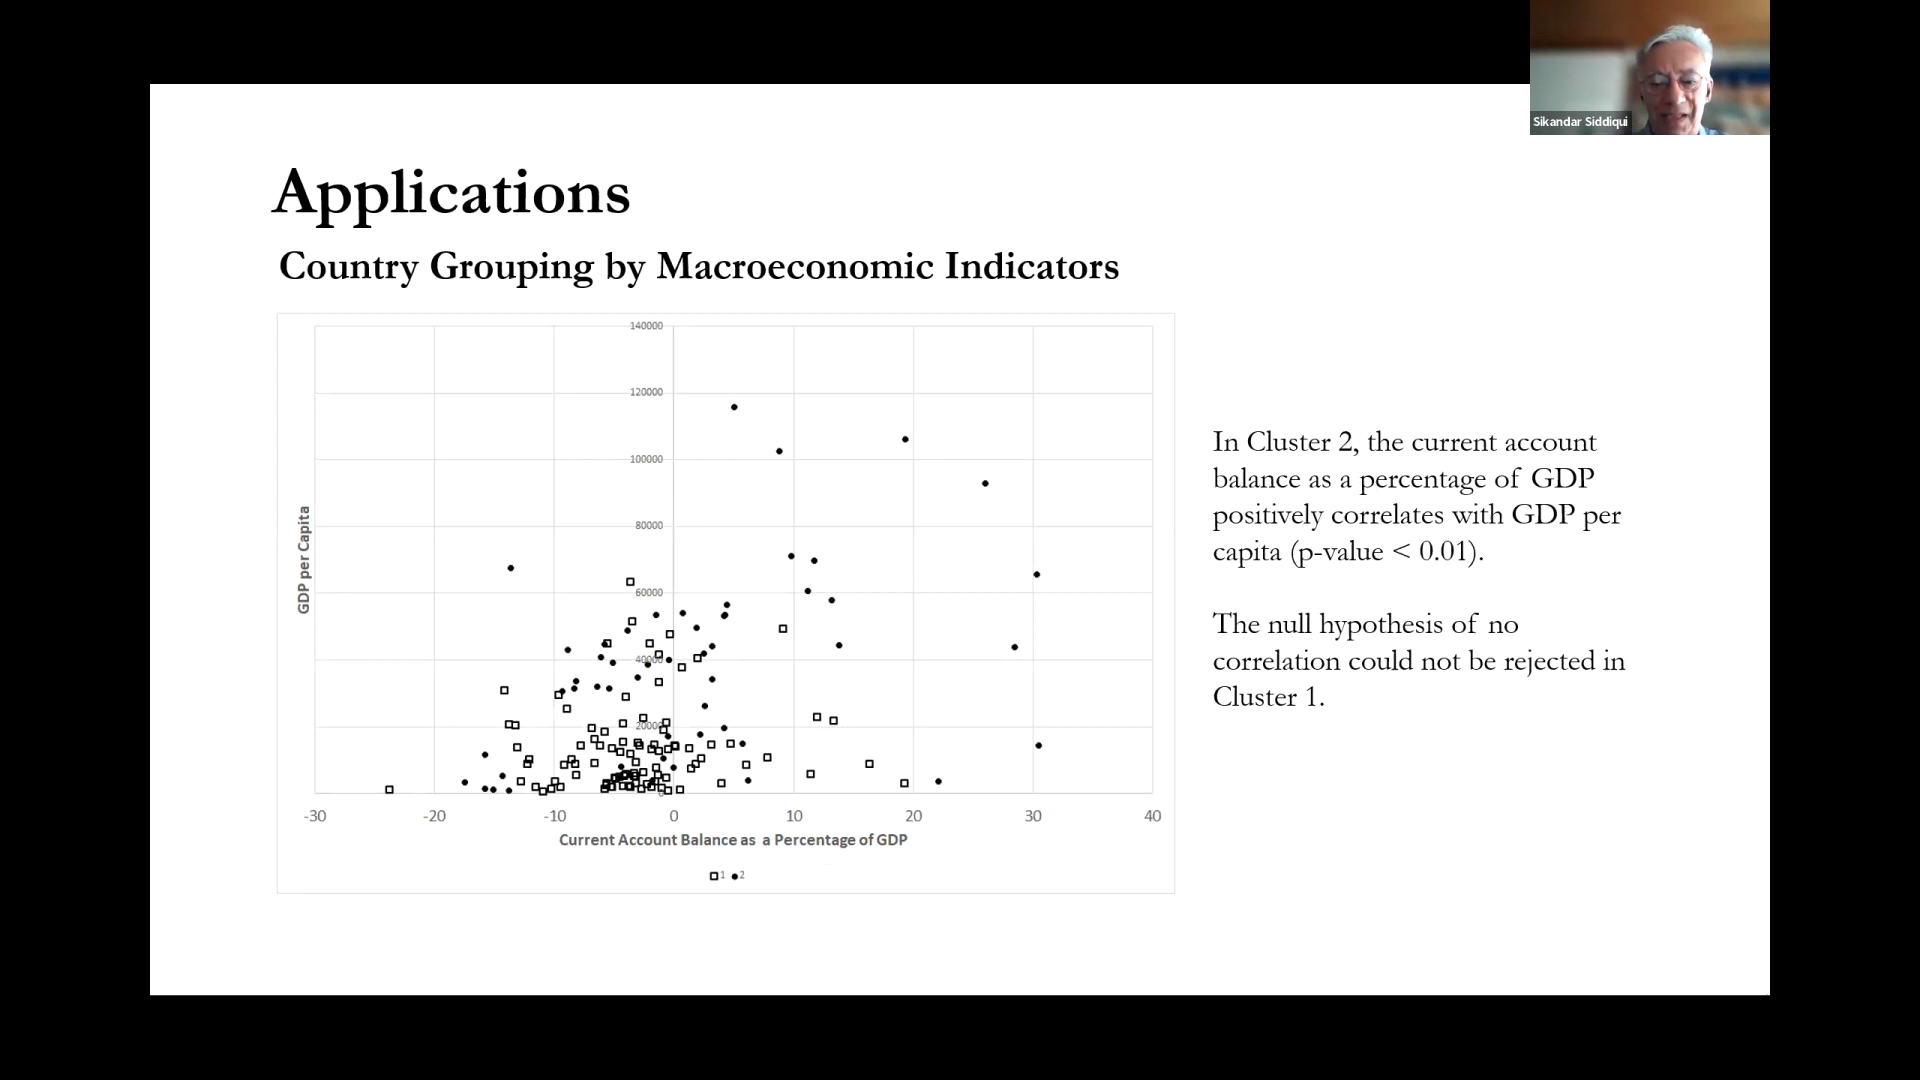 Sikandar Siddiqui
Applications
Country Grouping by Macroeconomic Indicators
140000
120000
100000
80000
60000
40000
20000
0
GDP per Capita
-30 -20 -10 0 10 20 30 40
Current Account Balance as a Percentage of GDP
1 2
In Cluster 2, the current account
balance as a percentage of GDP
positively correlates with GDP per
capita (p-value < 0.01).
The null hypothesis of no
correlation could not be rejected in
Cluster 1.